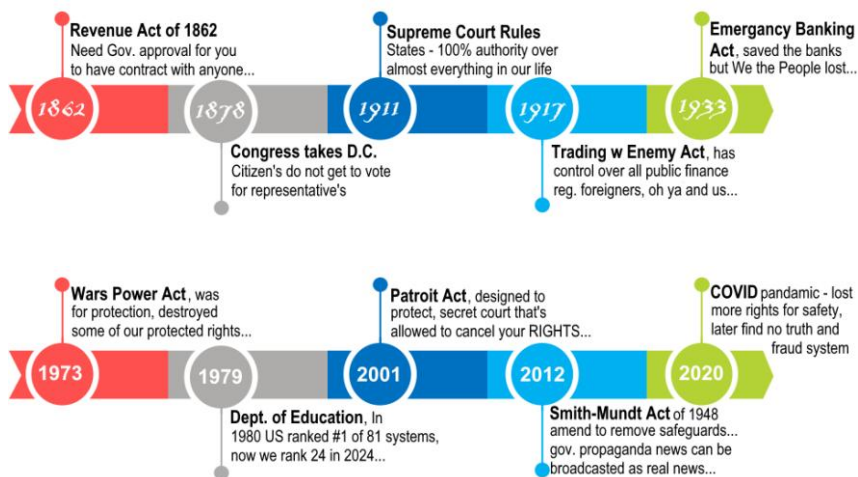 Revenue Act of 1862
Need Gov. approval for you
to have contract with anyone...
Supreme Court Rules
States - 100% authority over
almost everything in our life
Emergancy Banking
Act, saved the banks
but We the People lost...
1862
1878
1911
1917
1933
Congress takes D.C.
Citizen's do not get to vote
for representative's
Trading w Enemy Act, has
control over all public finance
reg. foreigners, oh ya and us...
Wars Power Act, was
for protection, destroyed
some of our protected rights...
Patroit Act, designed to
protect, secret court that's
allowed to cancel your RIGHTS...
COVID pandamic - lost
more rights for safety,
later find no truth and
fraud system
1973
1979
2001
2012
2020
Dept. of Education, In
1980 US ranked #1 of 81 systems,
now we rank 24 in 2024...
Smith-Mundt Act of 1948
amend to remove safeguards...
gov. propaganda news can be
broadcasted as real news...